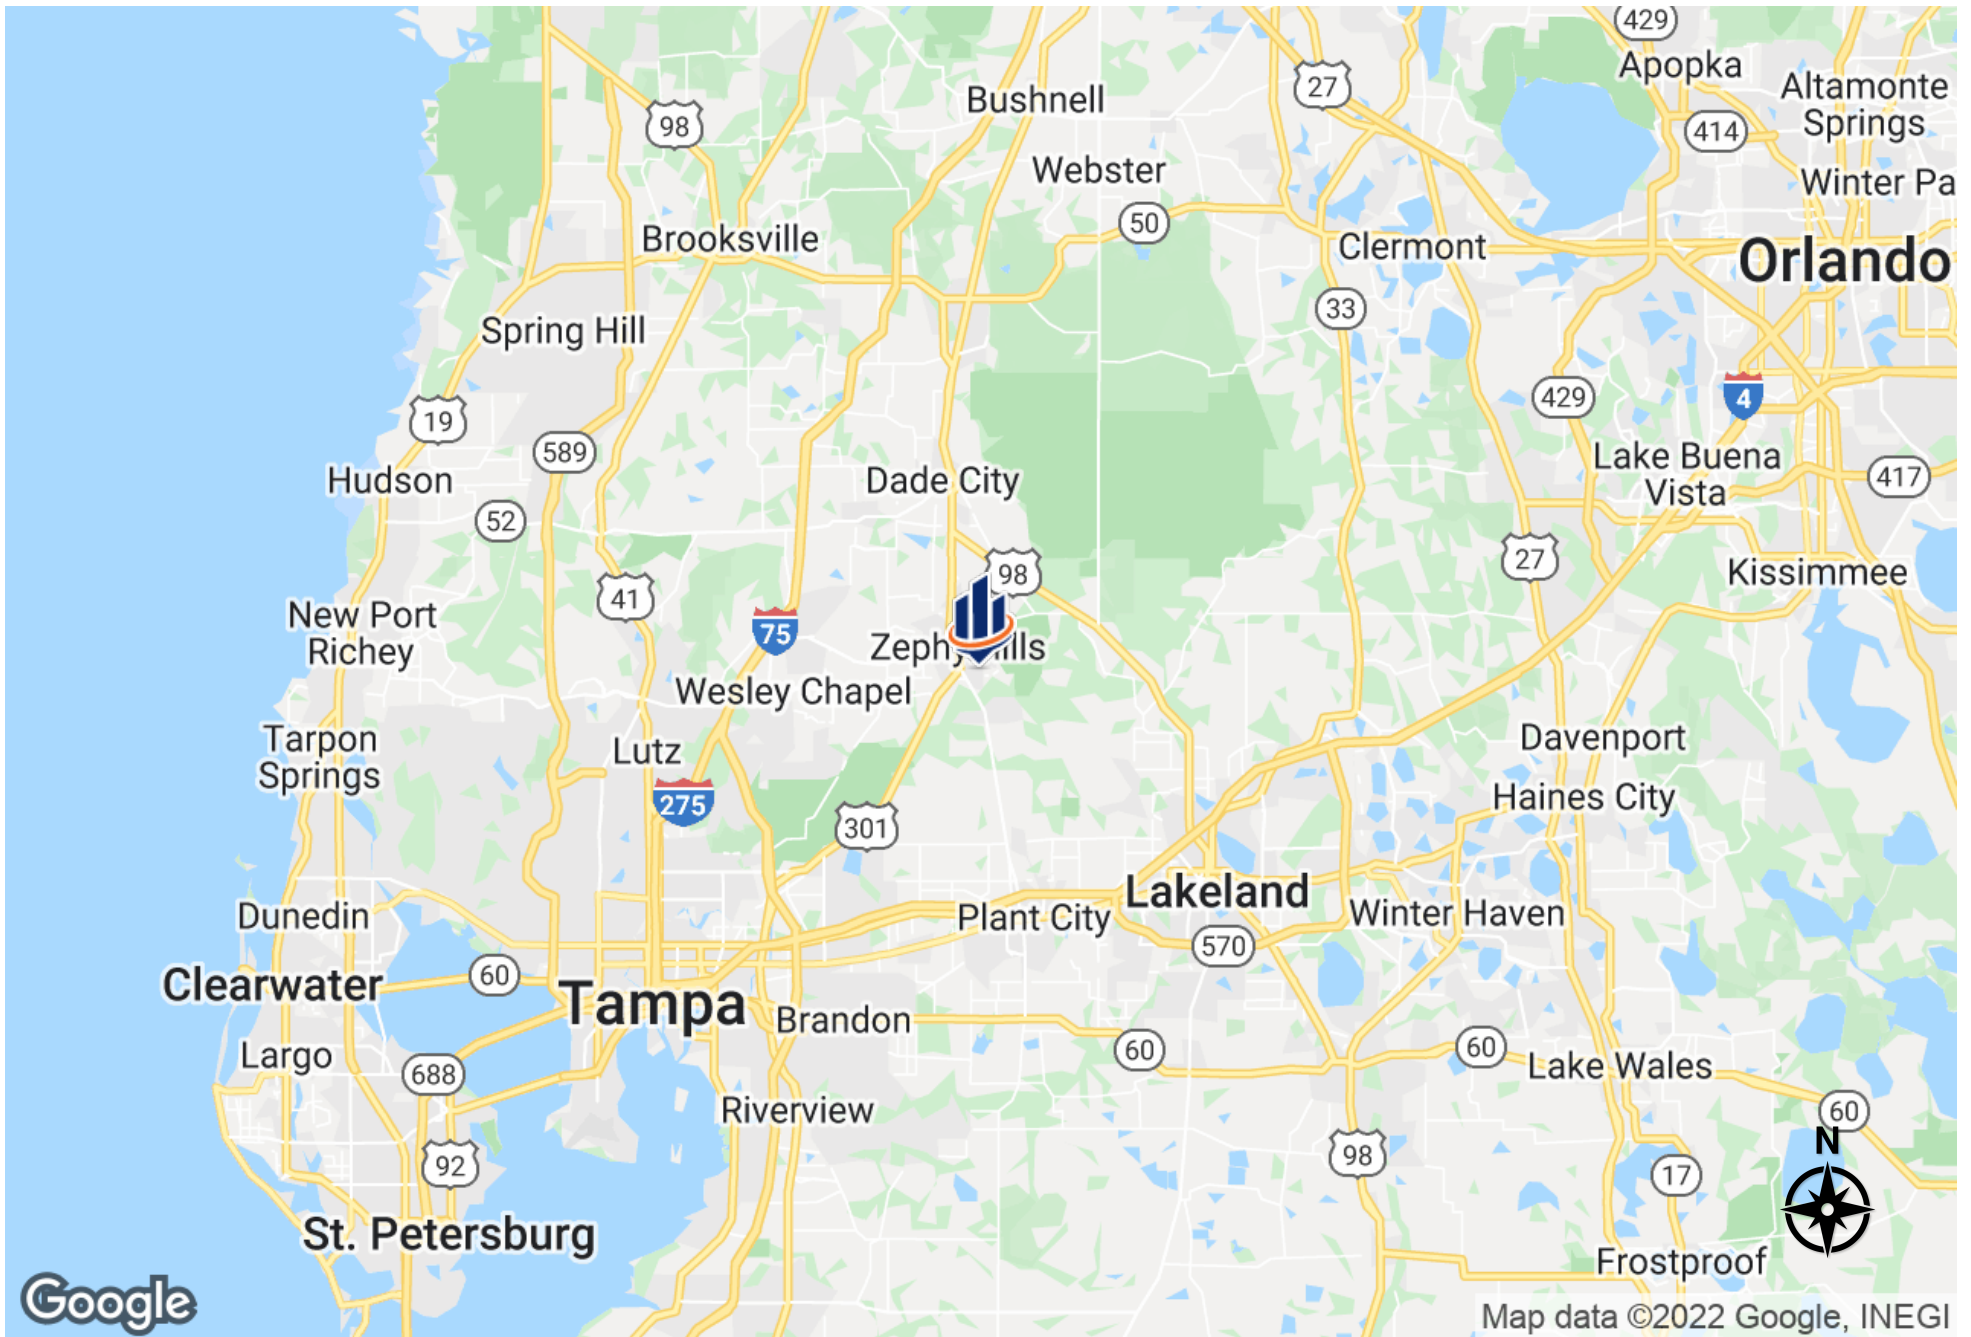 429
Apopka
Altamonte
Springs
27
Bushnell
98
414
Webster
Winter Pa
50
Brooksville
Clermont
Orlando
33
Spring Hill
429
4
19
589
Lake Buena
Vista
417
Hudson
Dade City
52
27
98
Kissimmee
41
New Port
Richey
75
Wesley Chapel
Tarpon
Springs
Lutz
Davenport
275
Haines City
301
Lakeland
Dunedin
Plant City
Winter Haven
570
Clearwater
60
Tampa
Brandon
Largo
60
60
Lake Wales
688
Riverview
60
N
92
98
17
St. Petersburg
Frostproof
Google
Map data ©2022 Google, INEGI